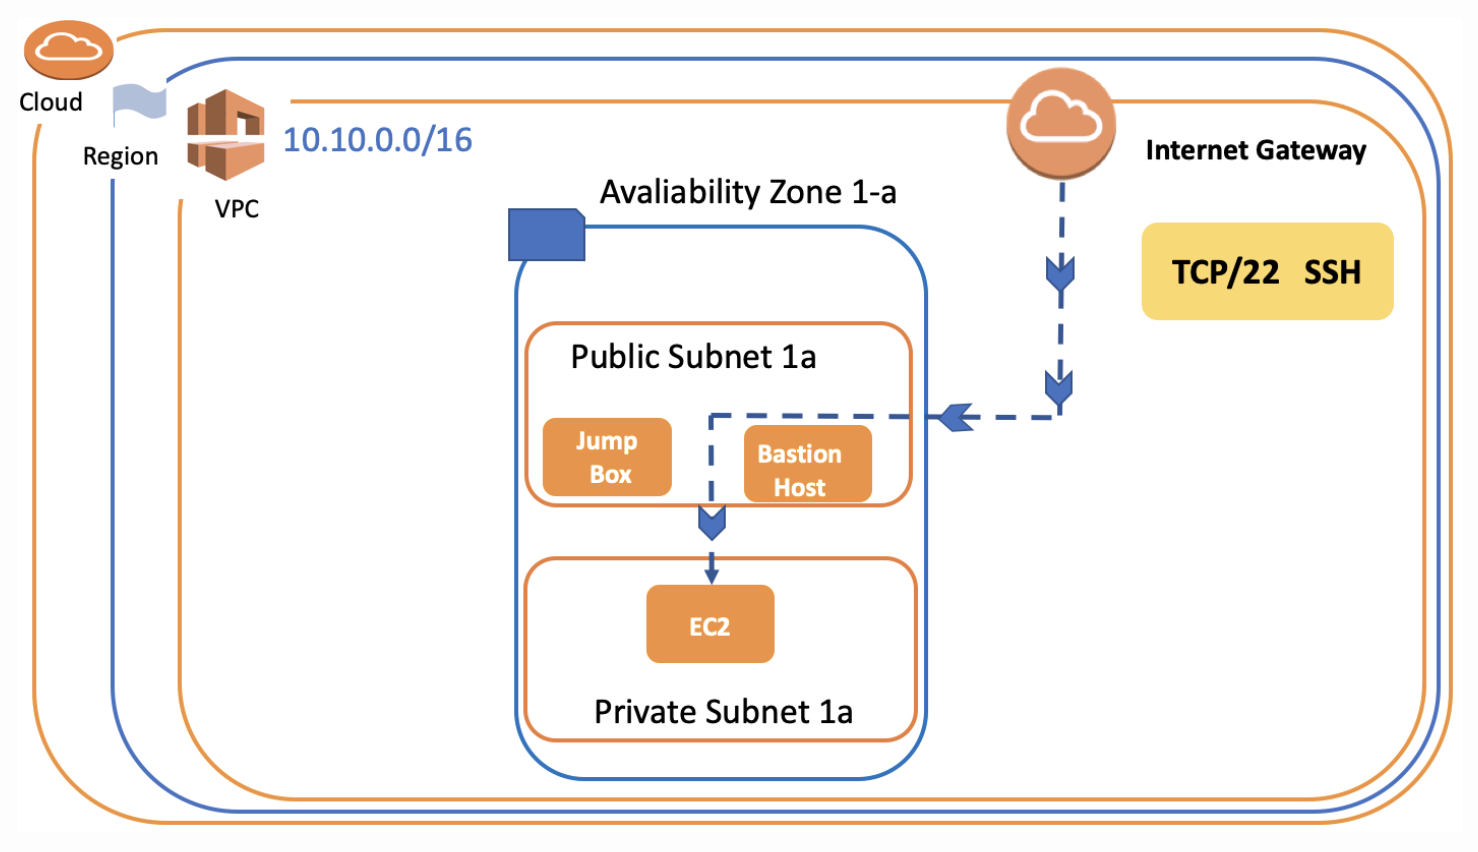 Cloud
Region
VPC
10.10.0.0/16
Internet Gateway
Avaliability Zone 1-a
TCP/22 SSH
Public Subnet 1a
Jump
Box
Bastion
Host
EC2
Private Subnet 1a